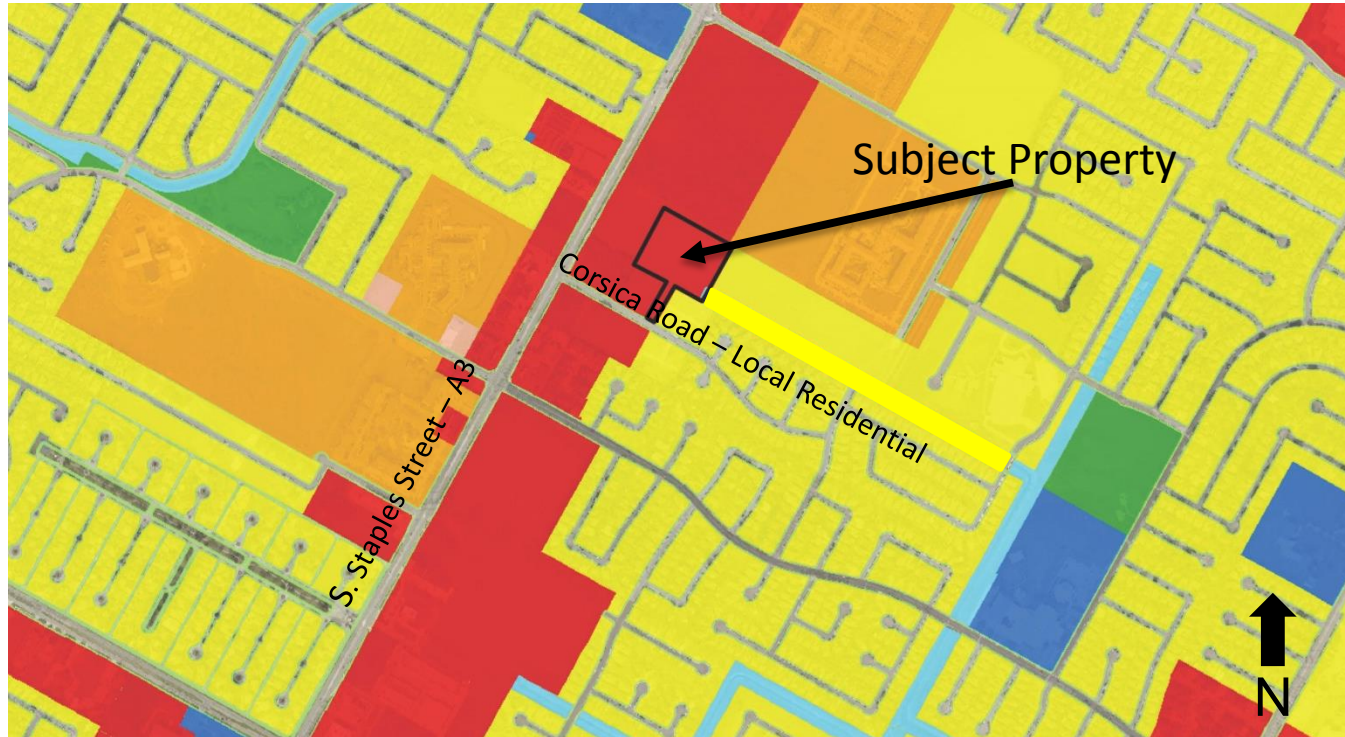 Subject Property
Corsica Road – Local Residential
S. Staples Street – A3
N